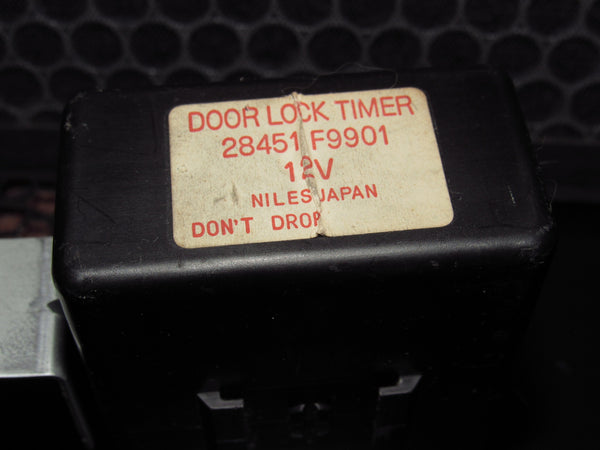 DOOR LOCK TIMER
28451 F9901
12V
NILES JAPAN
DON'T DROP